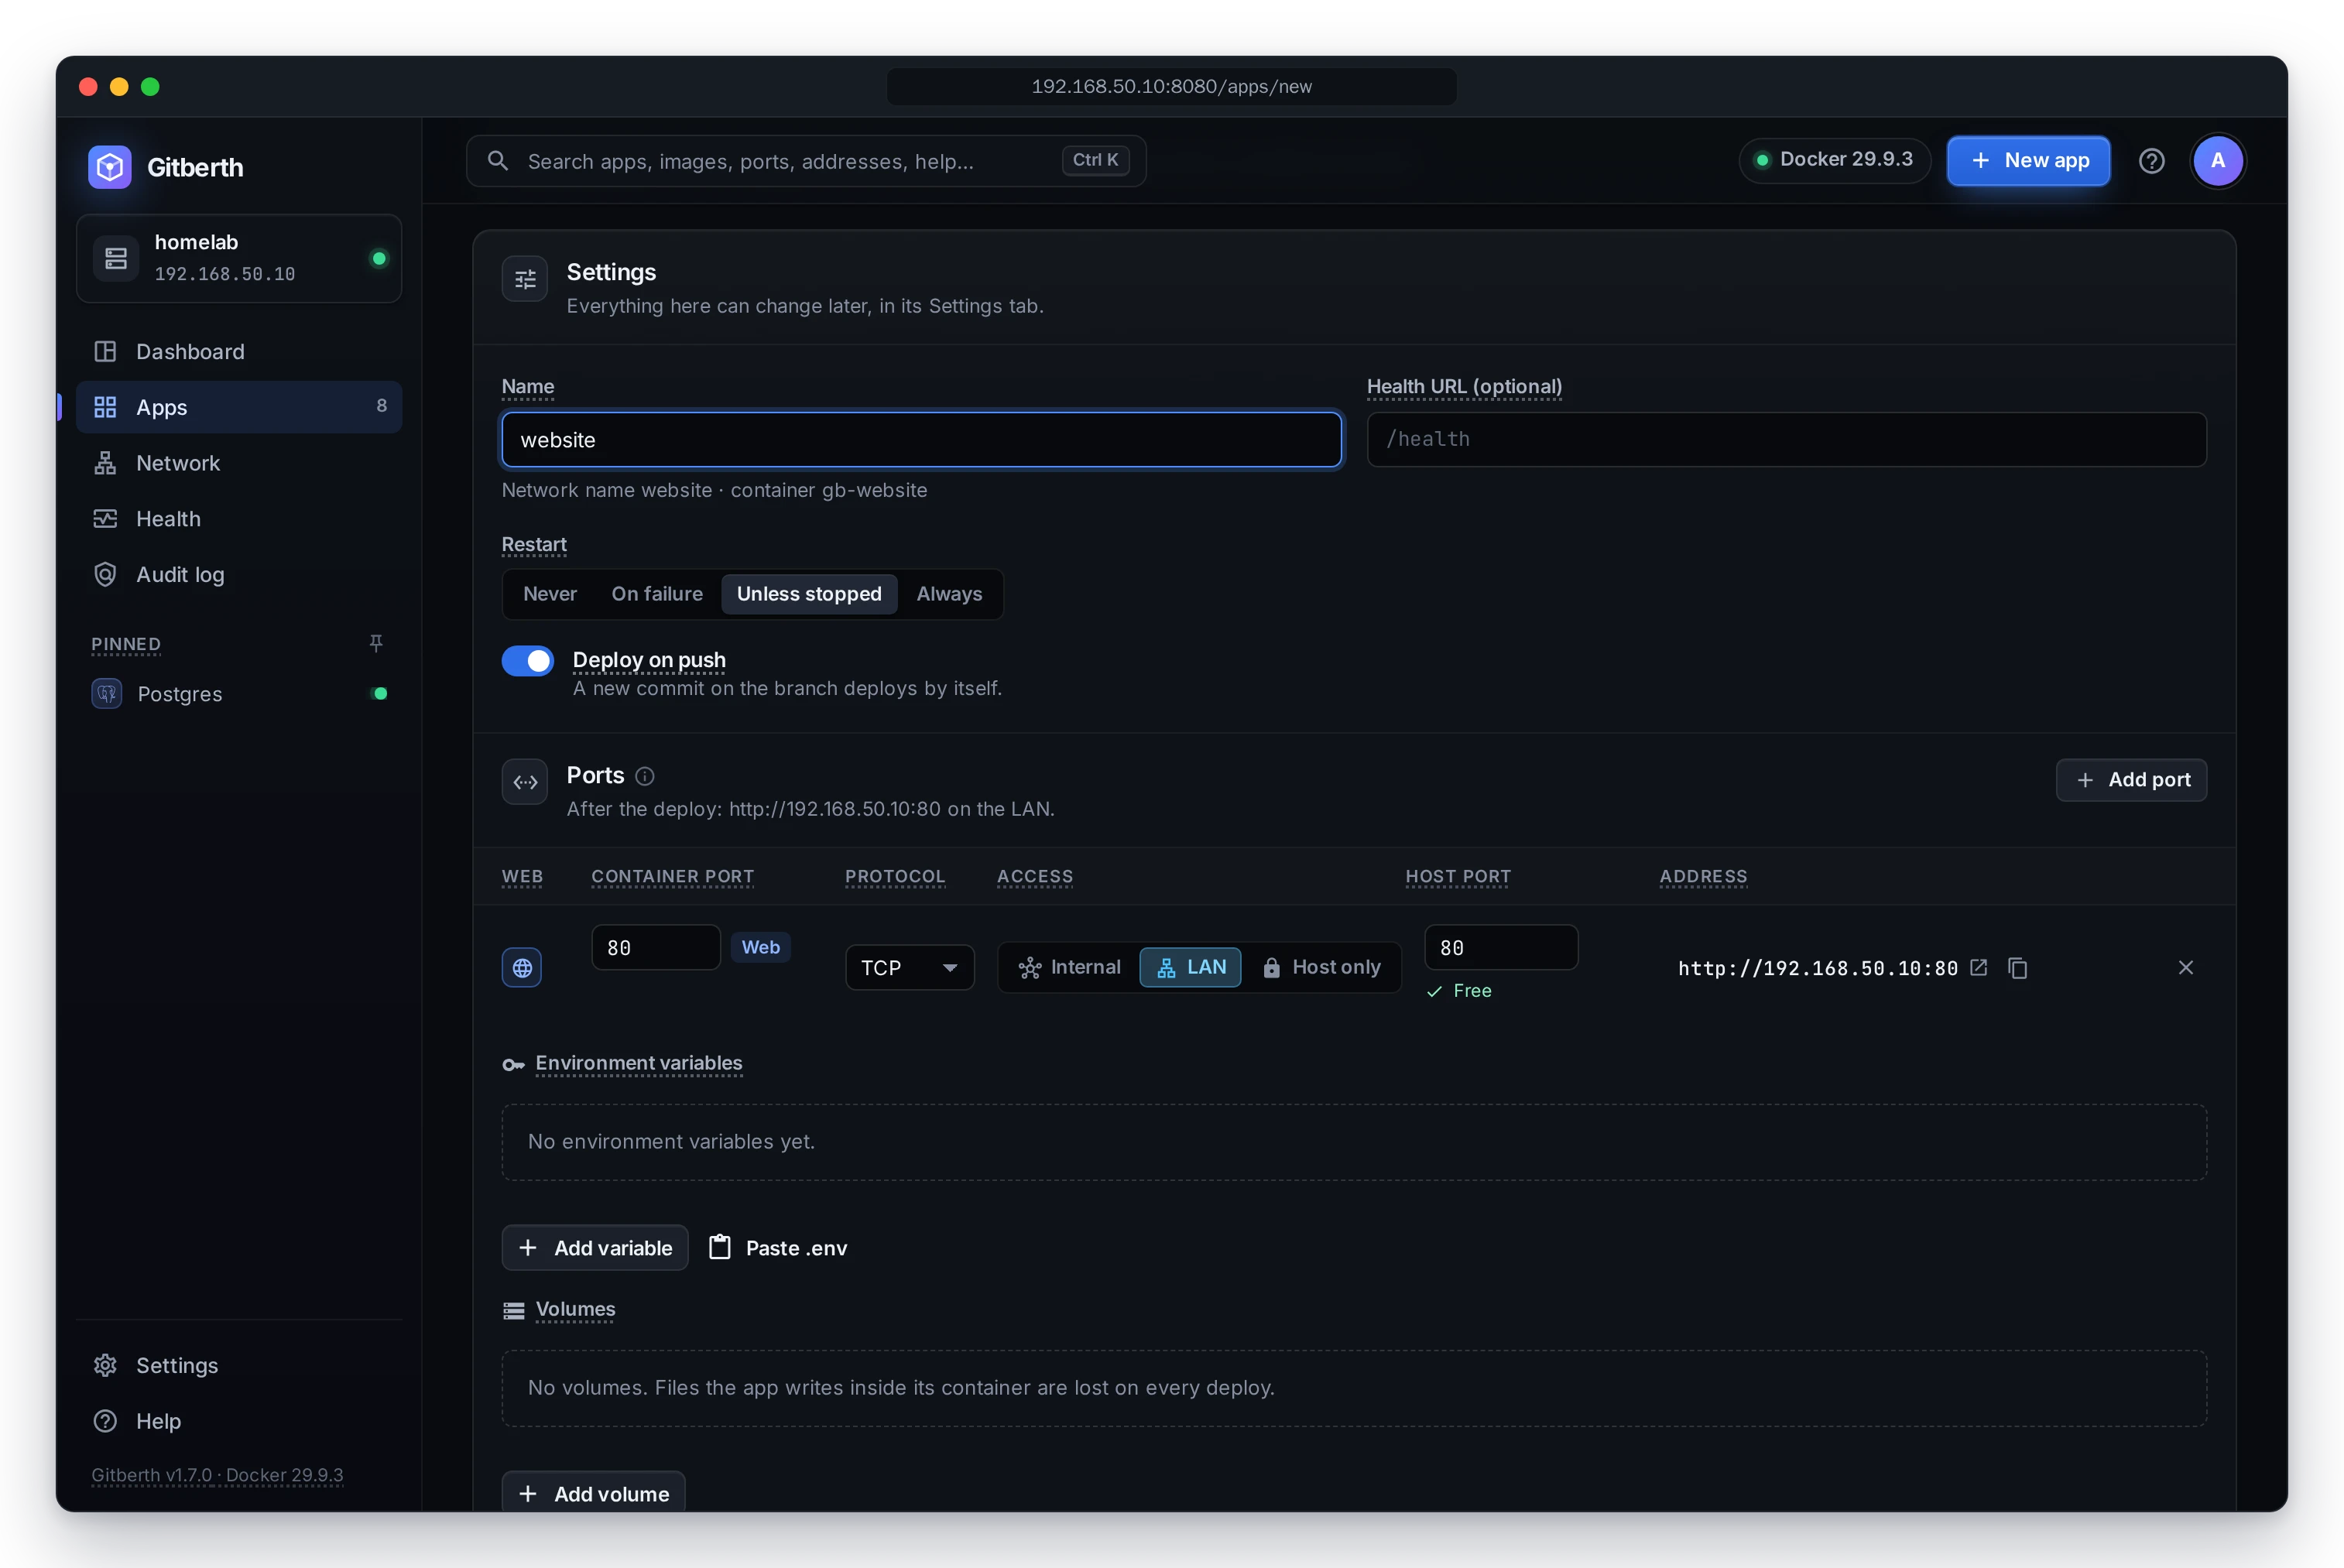 192.168.50.10:8080/apps/new
Gitberth
Search apps, images, ports, addresses, help...
Ctrl K
Docker 29.9.3
New app
A
homelab
192.168.50.10
Dashboard
Apps 8
Network
Health
Audit log
PINNED
Postgres
Settings
Help
Gitberth v1.7.0 · Docker 29.9.3
Settings
Everything here can change later, in its Settings tab.
Name
website
Network name website · container gb-website
Health URL (optional)
/health
Restart
Never On failure Unless stopped Always
Deploy on push
A new commit on the branch deploys by itself.
Ports
After the deploy: http://192.168.50.10:80 on the LAN.
Add port
WEB CONTAINER PORT PROTOCOL ACCESS HOST PORT ADDRESS
80 Web TCP Internal LAN Host only 80 http://192.168.50.10:80
Free
Environment variables
No environment variables yet.
Add variable Paste .env
Volumes
No volumes. Files the app writes inside its container are lost on every deploy.
Add volume